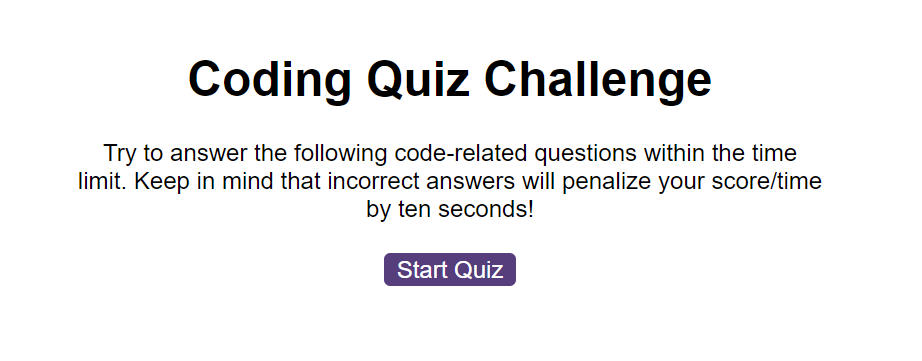 Coding Quiz Challenge
Try to answer the following code-related questions within the time
limit. Keep in mind that incorrect answers will penalize your score/time
by ten seconds!
Start Quiz